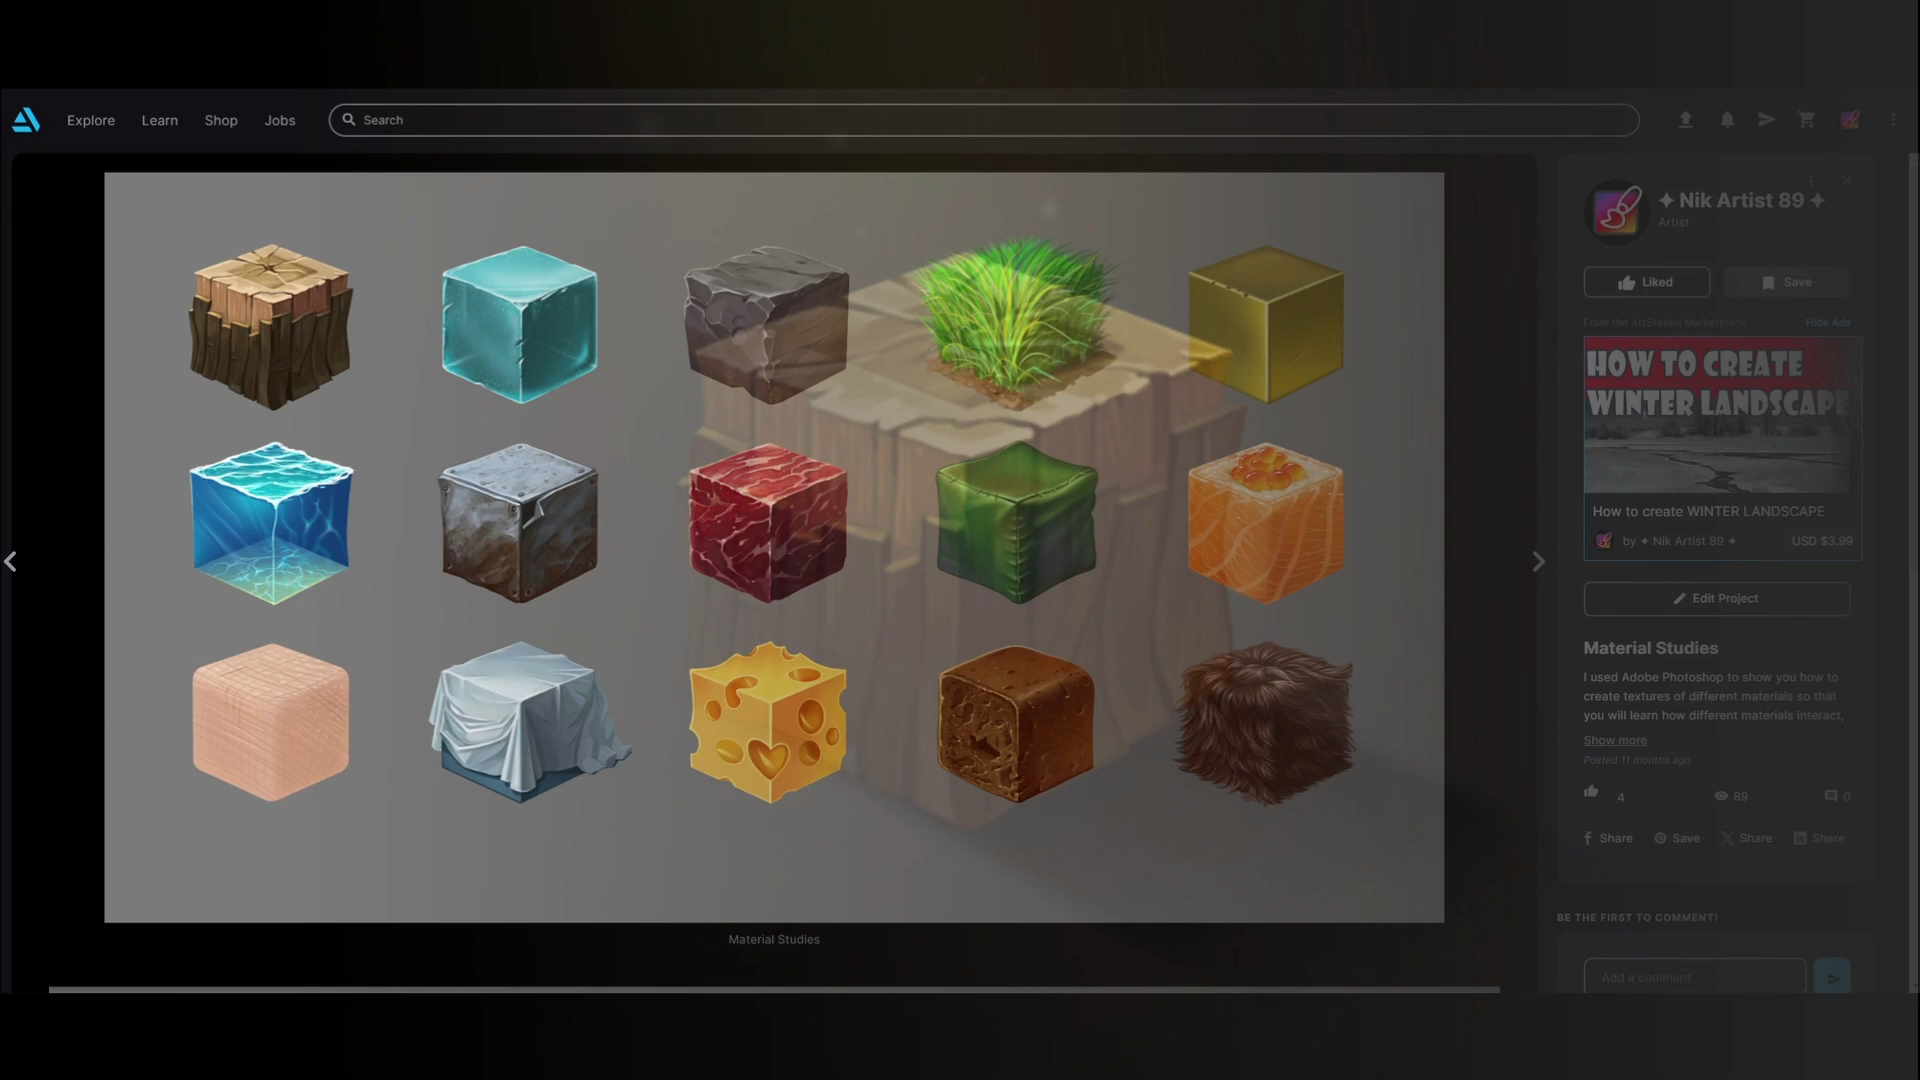 Explore Learn Shop Jobs Search
✦ Nik Artist 89 ✦
Artist
Liked Save
From the ArtStation Marketplace Hide Ads
HOW TO CREATE
WINTER LANDSCAPE
How to create WINTER LANDSCAPE
by ✦ Nik Artist 89 ✦ USD $3.99
Edit Project
Material Studies
I used Adobe Photoshop to show you how to
create textures of different materials so that
you will learn how different materials interact,
Show more
Posted 11 months ago
4 89 0
Share Save Share Share
BE THE FIRST TO COMMENT!
Add a comment
Material Studies